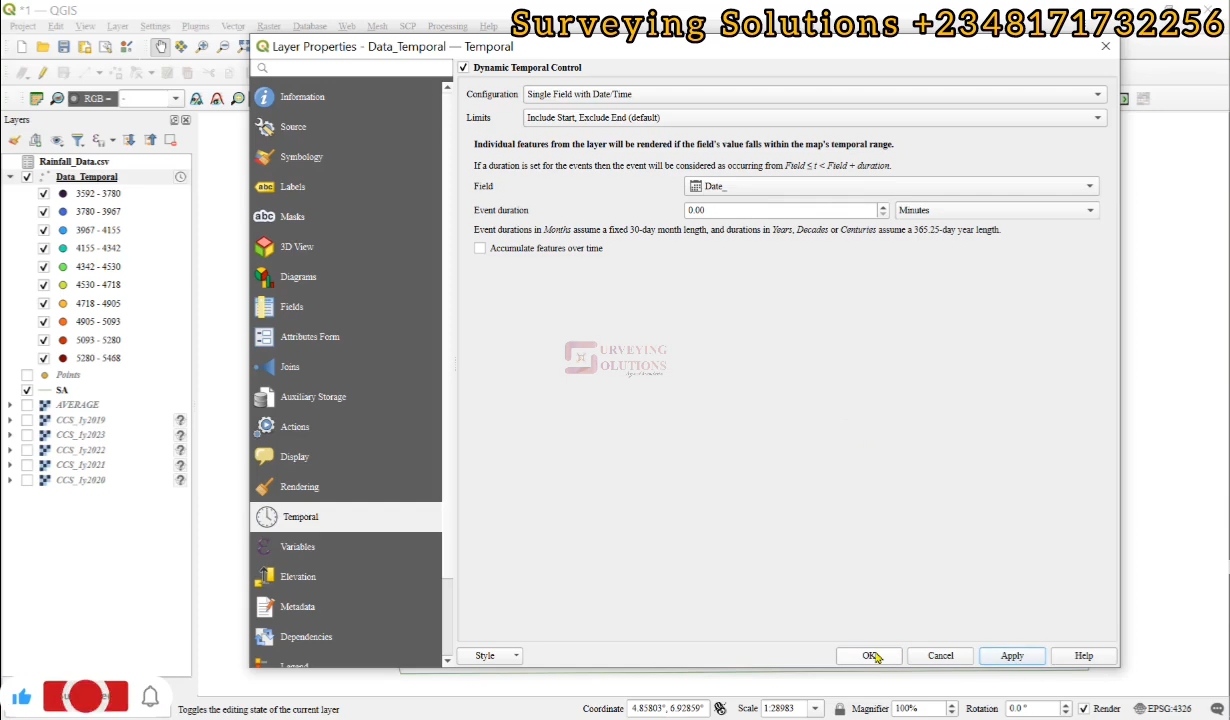 *1 — QGIS
Surveying Solutions +2348171732256
Project Edit View Layer Settings Plugins Vector Raster Database Web Mesh SCP Processing Help
Layer Properties - Data_Temporal — Temporal
RGB =
-
Layers
Rainfall_Data.csv
Data_Temporal
3592 - 3780
3780 - 3967
3967 - 4155
4155 - 4342
4342 - 4530
4530 - 4718
4718 - 4905
4905 - 5093
5093 - 5280
5280 - 5468
Points
SA
AVERAGE
CCS_1y2019
CCS_1y2023
CCS_1y2022
CCS_1y2021
CCS_1y2020
Information
Source
Symbology
abc Labels
abc Masks
3D View
Diagrams
Fields
Attributes Form
Joins
Auxiliary Storage
Actions
Display
Rendering
Temporal
Variables
Elevation
Metadata
Dependencies
Legend
Dynamic Temporal Control
Configuration Single Field with Date/Time
Limits Include Start, Exclude End (default)
Individual features from the layer will be rendered if the field's value falls within the map's temporal range.
If a duration is set for the events then the event will be considered as occurring from Field ≤ t < Field + duration.
Field Date_
Event duration 0.00 Minutes
Event durations in Months assume a fixed 30-day month length, and durations in Years, Decades or Centuries assume a 365.25-day year length.
Accumulate features over time
SURVEYING
SOLUTIONS
Style OK Cancel Apply Help
Toggles the editing state of the current layer
Coordinate 4.85803°, 6.92859° Scale 1:28983 Magnifier 100% Rotation 0.0° Render EPSG:4326